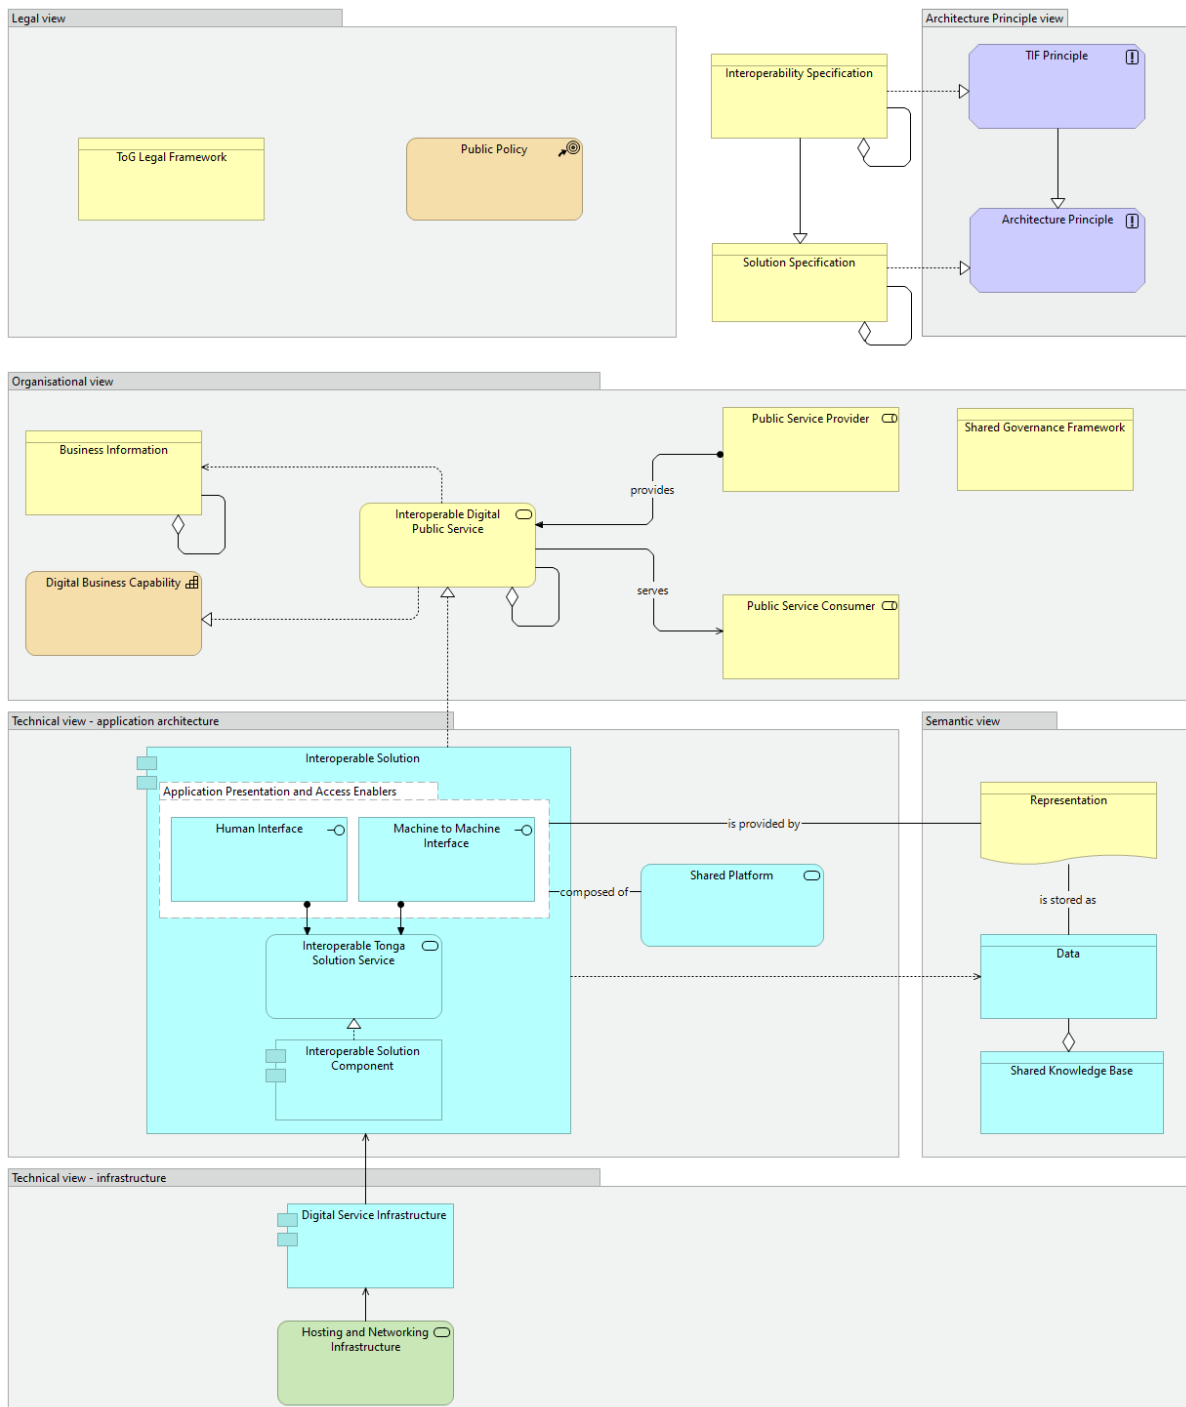 Legal view
Architecture Principle view
ToG Legal Framework
Public Policy
Interoperability Specification
TIF Principle
Solution Specification
Architecture Principle
Organisational view
Business Information
Public Service Provider
Shared Governance Framework
provides
Interoperable Digital
Public Service
Digital Business Capability
serves
Public Service Consumer
Technical view - application architecture
Semantic view
Interoperable Solution
Application Presentation and Access Enablers
Human Interface
Machine to Machine
Interface
is provided by
Representation
Shared Platform
composed of
is stored as
Interoperable Tonga
Solution Service
Data
Interoperable Solution
Component
Shared Knowledge Base
Technical view - infrastructure
Digital Service Infrastructure
Hosting and Networking
Infrastructure